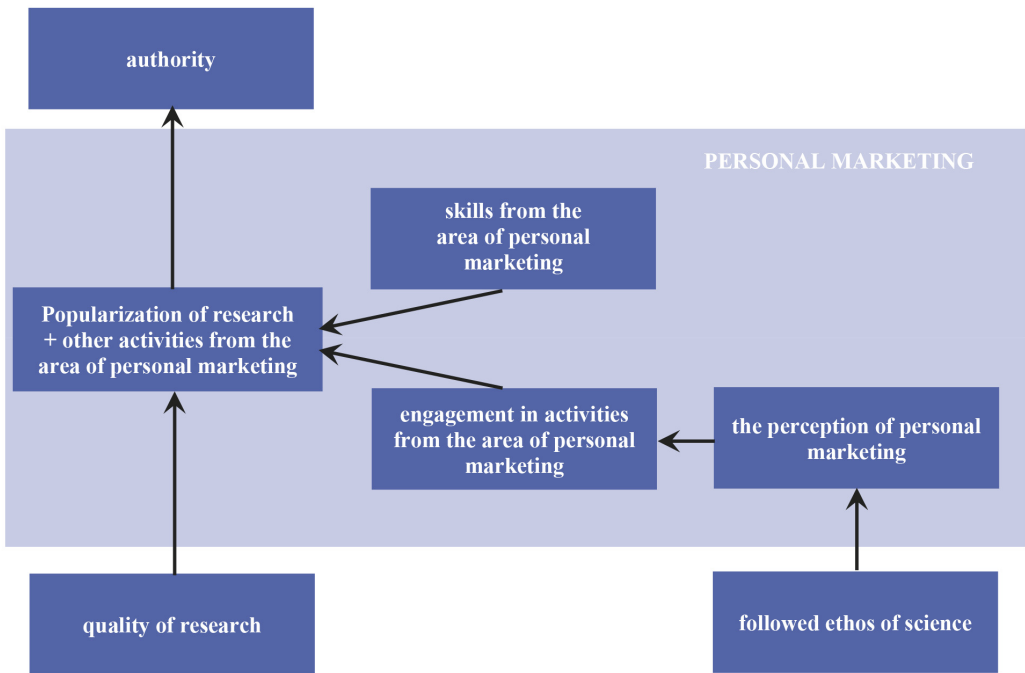 authority
PERSONAL MARKETING
skills from the
area of personal
marketing
Popularization of research
+ other activities from the
area of personal marketing
engagement in activities
from the area of personal
marketing
the perception of personal
marketing
quality of research
followed ethos of science